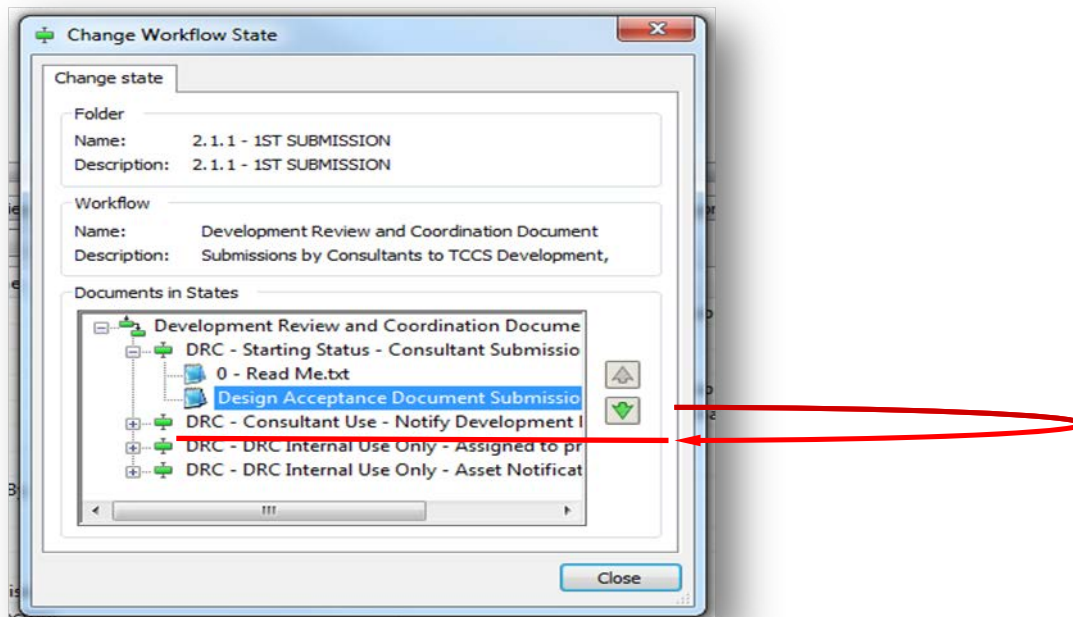 Change Workflow State
Change state
Folder
Name: 2.1.1 - 1ST SUBMISSION
Description: 2.1.1 - 1ST SUBMISSION
Workflow
Name: Development Review and Coordination Document
Description: Submissions by Consultants to TCCS Development,
Documents in States
Development Review and Coordination Docume
DRC - Starting Status - Consultant Submissio
0 - Read Me.txt
Design Acceptance Document Submissio
DRC - Consultant Use - Notify Development
DRC - DRC Internal Use Only - Assigned to pr
DRC - DRC Internal Use Only - Asset Notificat
Close